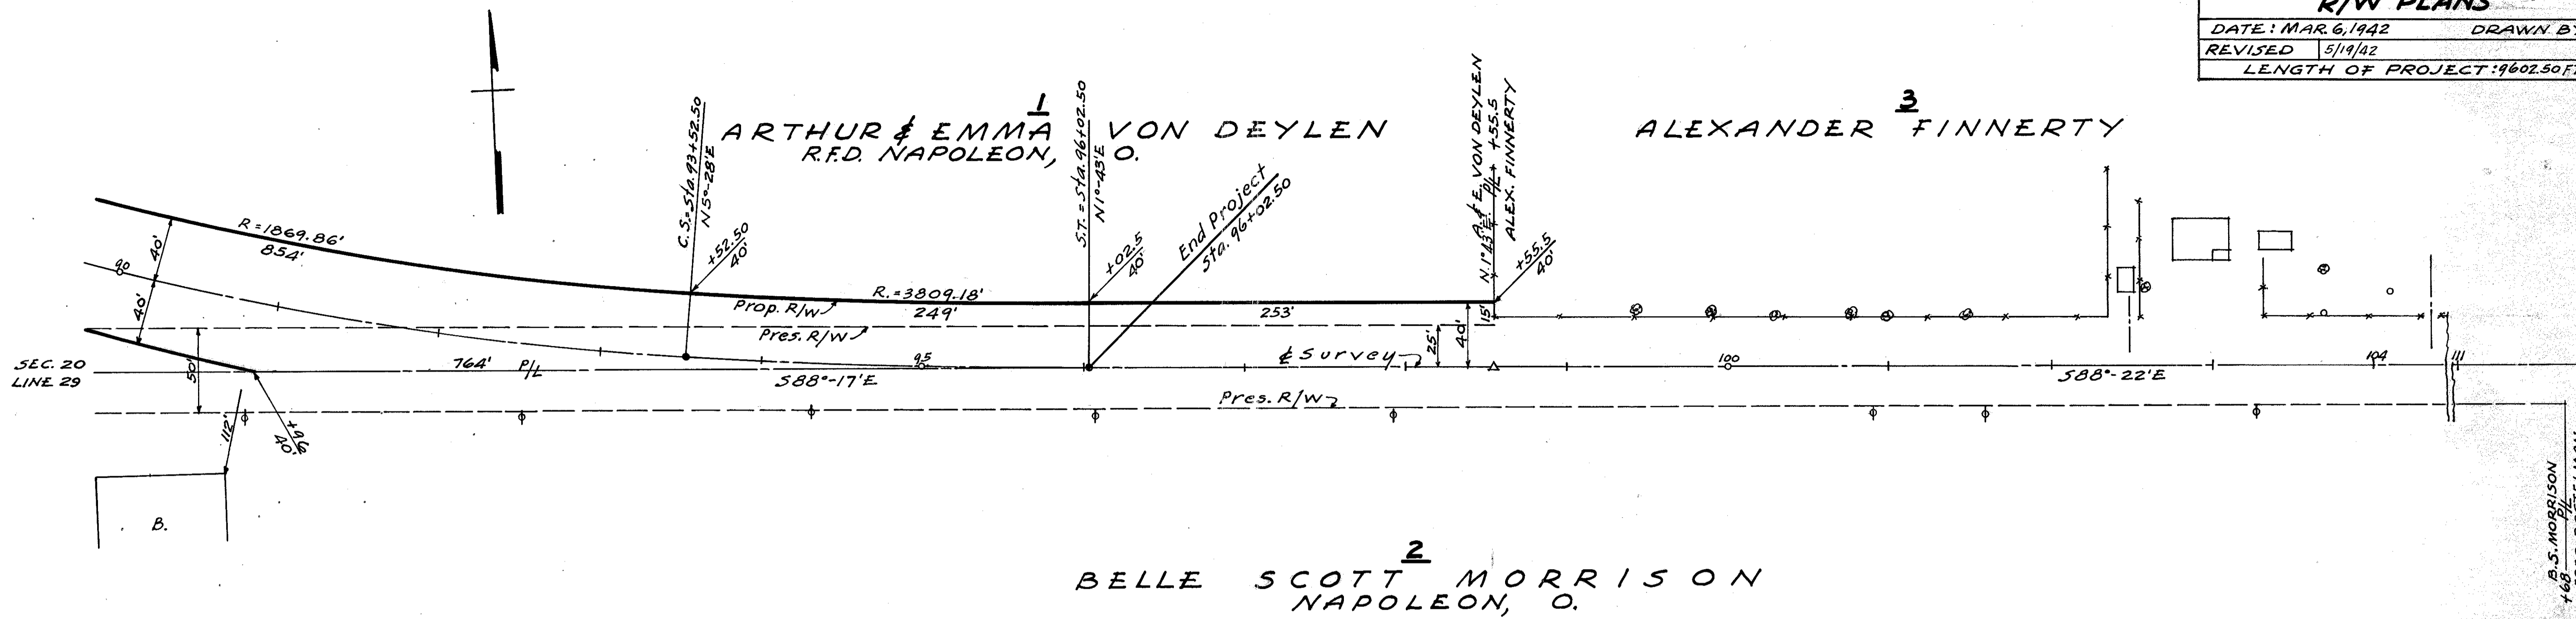 R/W PLANS
DATE: MAR. 6, 1942 DRAWN BY
REVISED 5/19/42
LENGTH OF PROJECT: 9602.50 FT
1
ARTHUR & EMMA VON DEYLEN
R.F.D. NAPOLEON, O.
3
ALEXANDER FINNERTY
C.S. = Sta. 93+52.50
N 5°-28'E
S.T. = Sta. 96+02.50
N 1°-43'E
A. & E. VON DEYLEN
N. 1° 43' E. P/L + +55.5
ALEX. FINNERTY
End Project
Sta. 96+02.50
R = 1869.86'
854'
40'
40'
90
+52.50
40'
+02.5
40'
+55.5
40'
R. = 3809.18'
249'
253'
15'
Prop. R/W
Pres. R/W
25'
40'
95
₵ Survey
100
104
111
SEC. 20
LINE 29
50'
764' P/L
S88°-17'E
S88°-22'E
Pres. R/W
112'
+96
40'
B.
2
BELLE SCOTT MORRISON
NAPOLEON, O.
B.S. MORRISON
+68 P/L